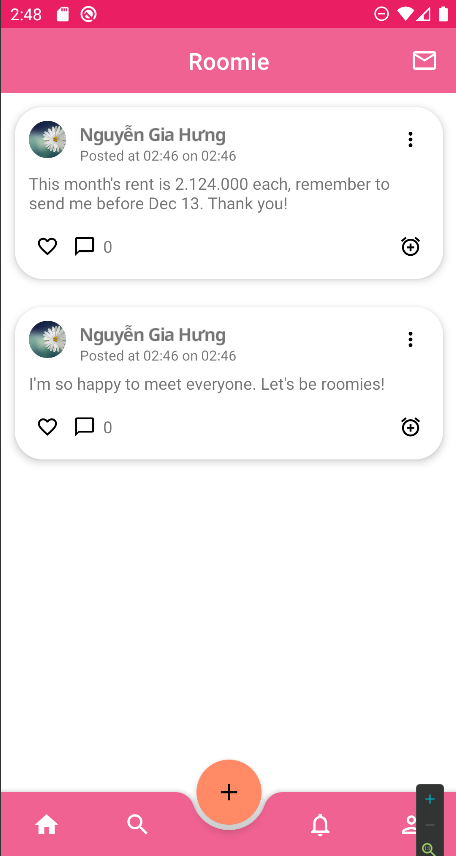 2:48
Roomie
Nguyễn Gia Hưng
Posted at 02:46 on 02:46
This month's rent is 2.124.000 each, remember to
send me before Dec 13. Thank you!
0
Nguyễn Gia Hưng
Posted at 02:46 on 02:46
I'm so happy to meet everyone. Let's be roomies!
0